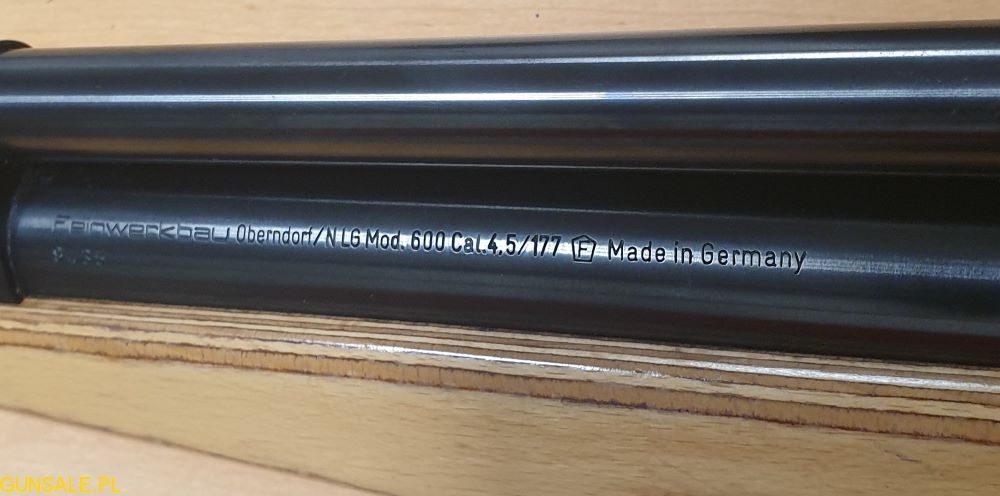 Feinwerkbau Oberndorf/N LG Mod. 600 Cal.4,5/177 F Made in Germany
GUNSALE.PL